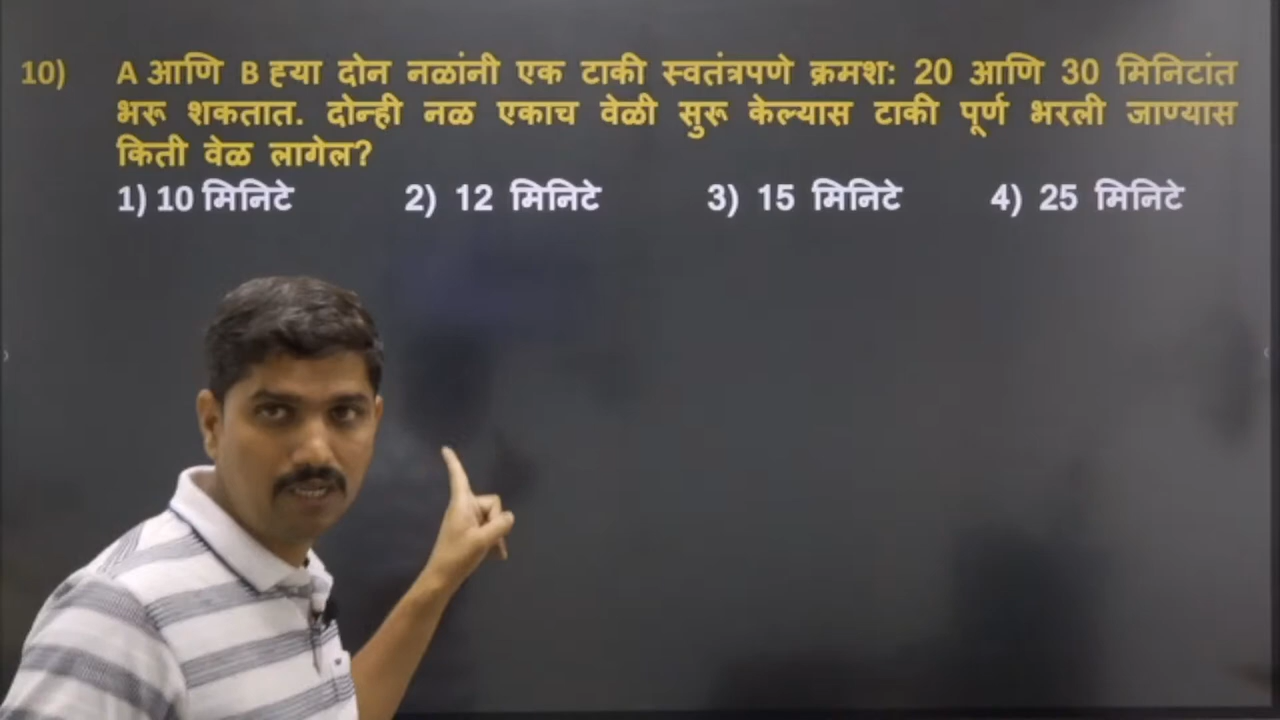 10) A आणि B ह्या दोन नळांनी एक टाकी स्वतंत्रपणे क्रमश: 20 आणि 30 मिनिटांत
भरू शकतात. दोन्ही नळ एकाच वेळी सुरू केल्यास टाकी पूर्ण भरली जाण्यास
किती वेळ लागेल?
1) 10 मिनिटे 2) 12 मिनिटे 3) 15 मिनिटे 4) 25 मिनिटे